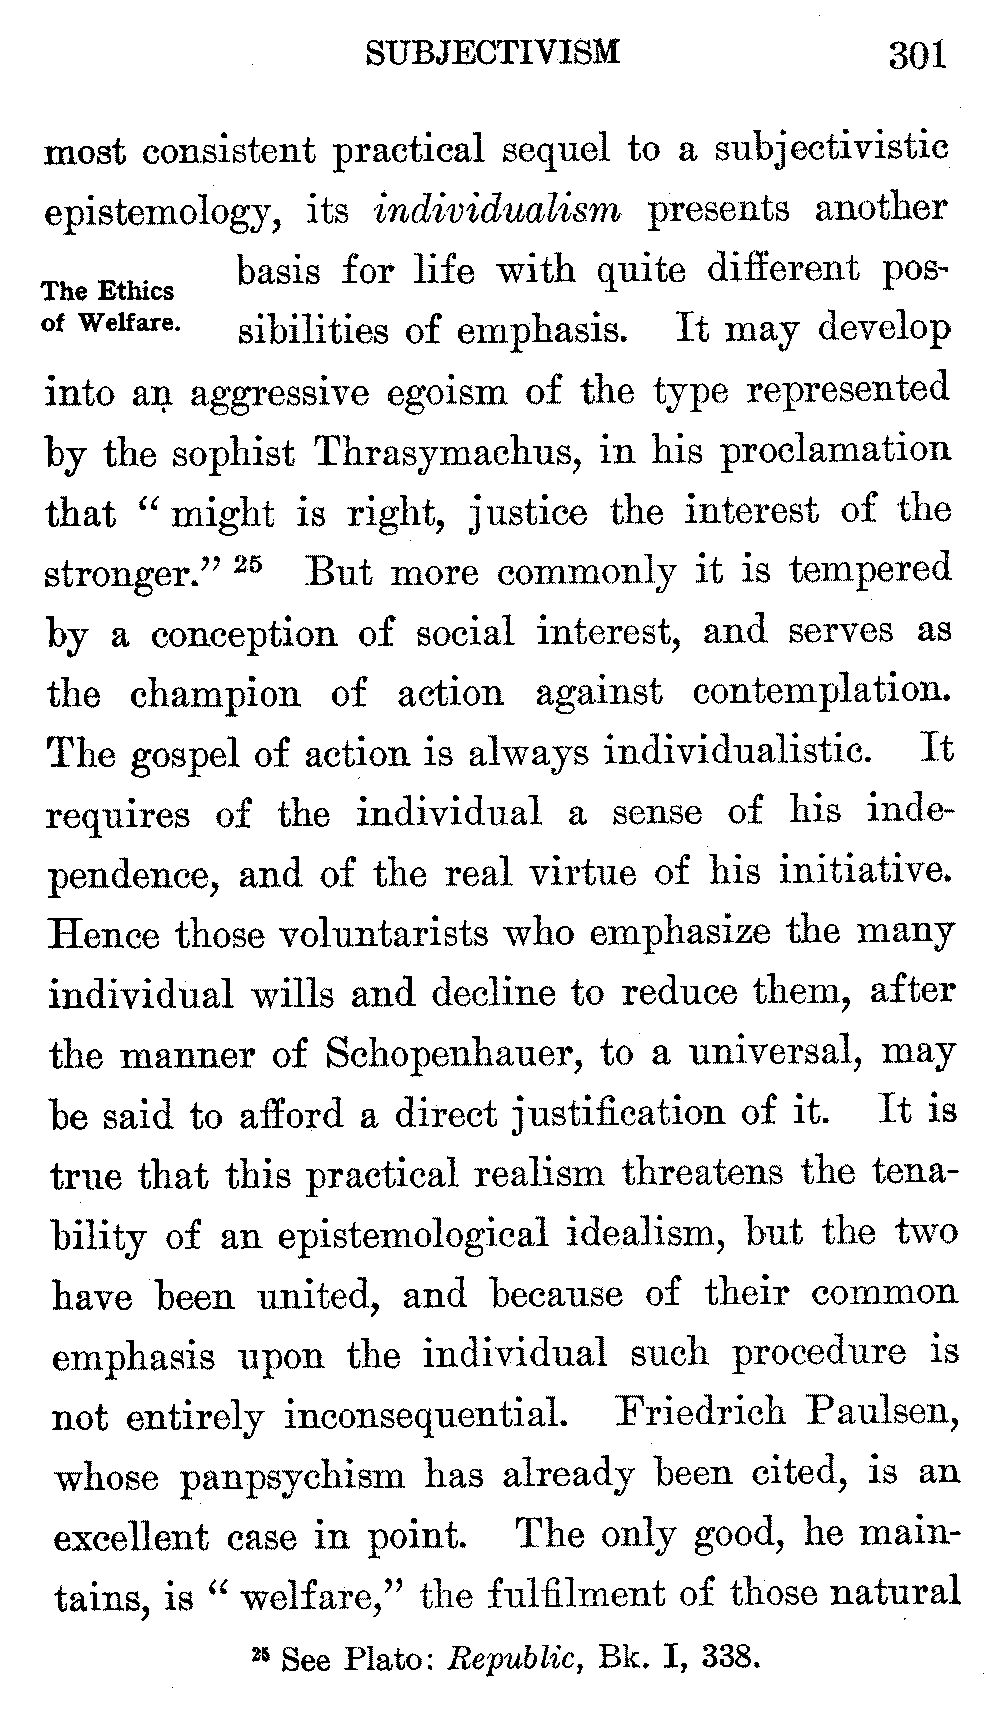 SUBJECTIVISM 301
most consistent practical sequel to a subjectivistic
epistemology, its individualism presents another
The Ethics
of Welfare.
basis for life with quite different pos-
sibilities of emphasis. It may develop
into an aggressive egoism of the type represented
by the sophist Thrasymachus, in his proclamation
that “ might is right, justice the interest of the
stronger.” 25 But more commonly it is tempered
by a conception of social interest, and serves as
the champion of action against contemplation.
The gospel of action is always individualistic. It
requires of the individual a sense of his inde-
pendence, and of the real virtue of his initiative.
Hence those voluntarists who emphasize the many
individual wills and decline to reduce them, after
the manner of Schopenhauer, to a universal, may
be said to afford a direct justification of it. It is
true that this practical realism threatens the tena-
bility of an epistemological idealism, but the two
have been united, and because of their common
emphasis upon the individual such procedure is
not entirely inconsequential. Friedrich Paulsen,
whose panpsychism has already been cited, is an
excellent case in point. The only good, he main-
tains, is “ welfare,” the fulfilment of those natural
25 See Plato: Republic, Bk. I, 338.